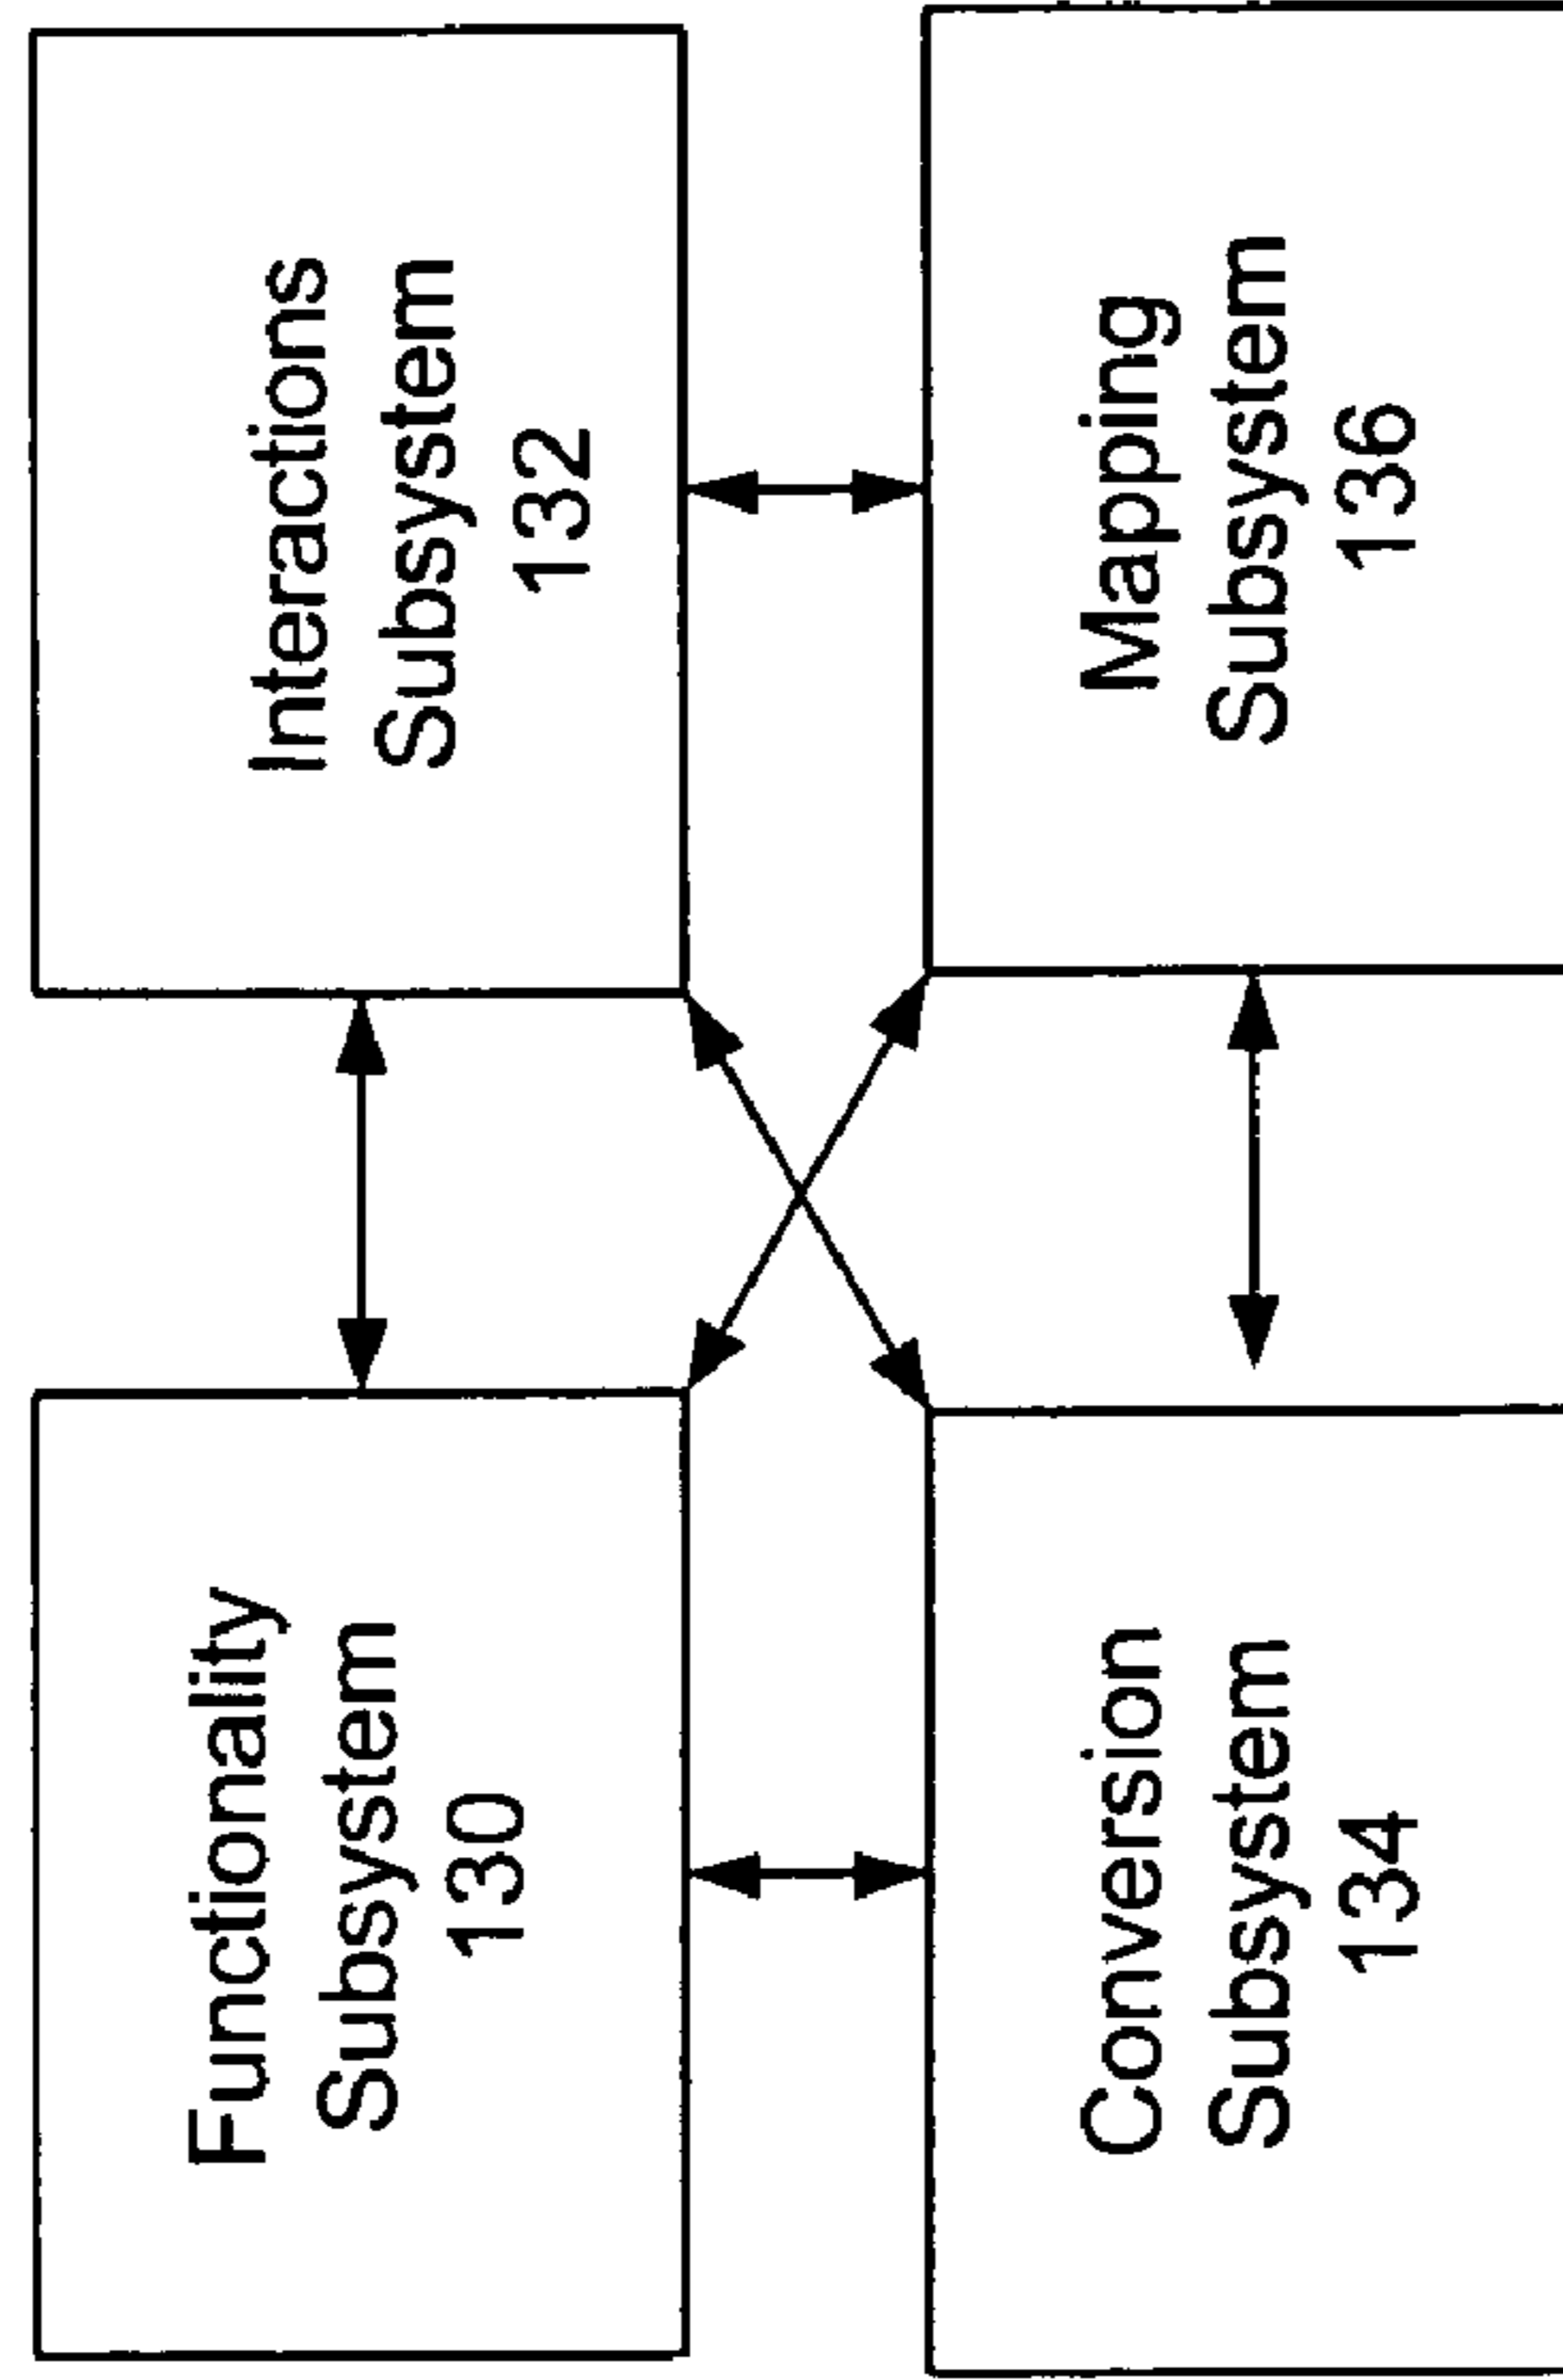 Functionality
Subsystem
130
Interactions
Subsystem
132
Conversion
Subsystem
134
Mapping
Subsystem
136